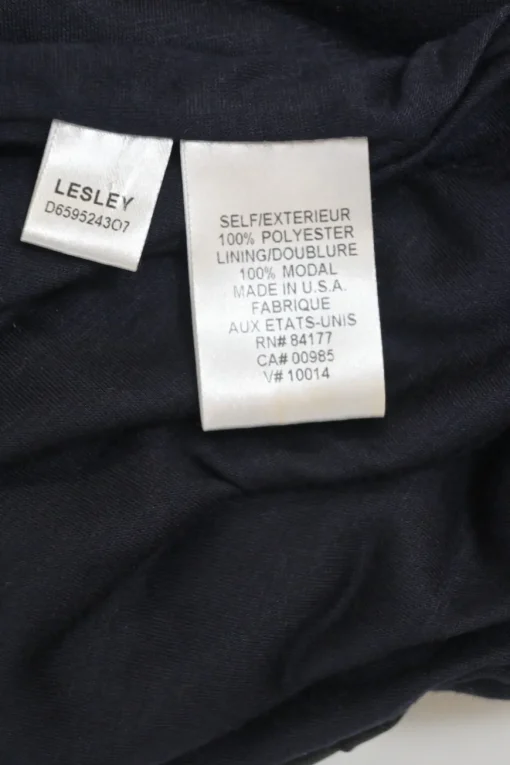 LESLEY
D659524307
SELF/EXTERIEUR
100% POLYESTER
LINING/DOUBLURE
100% MODAL
MADE IN U.S.A.
FABRIQUE
AUX ETATS-UNIS
RN# 84177
CA# 00985
V# 10014